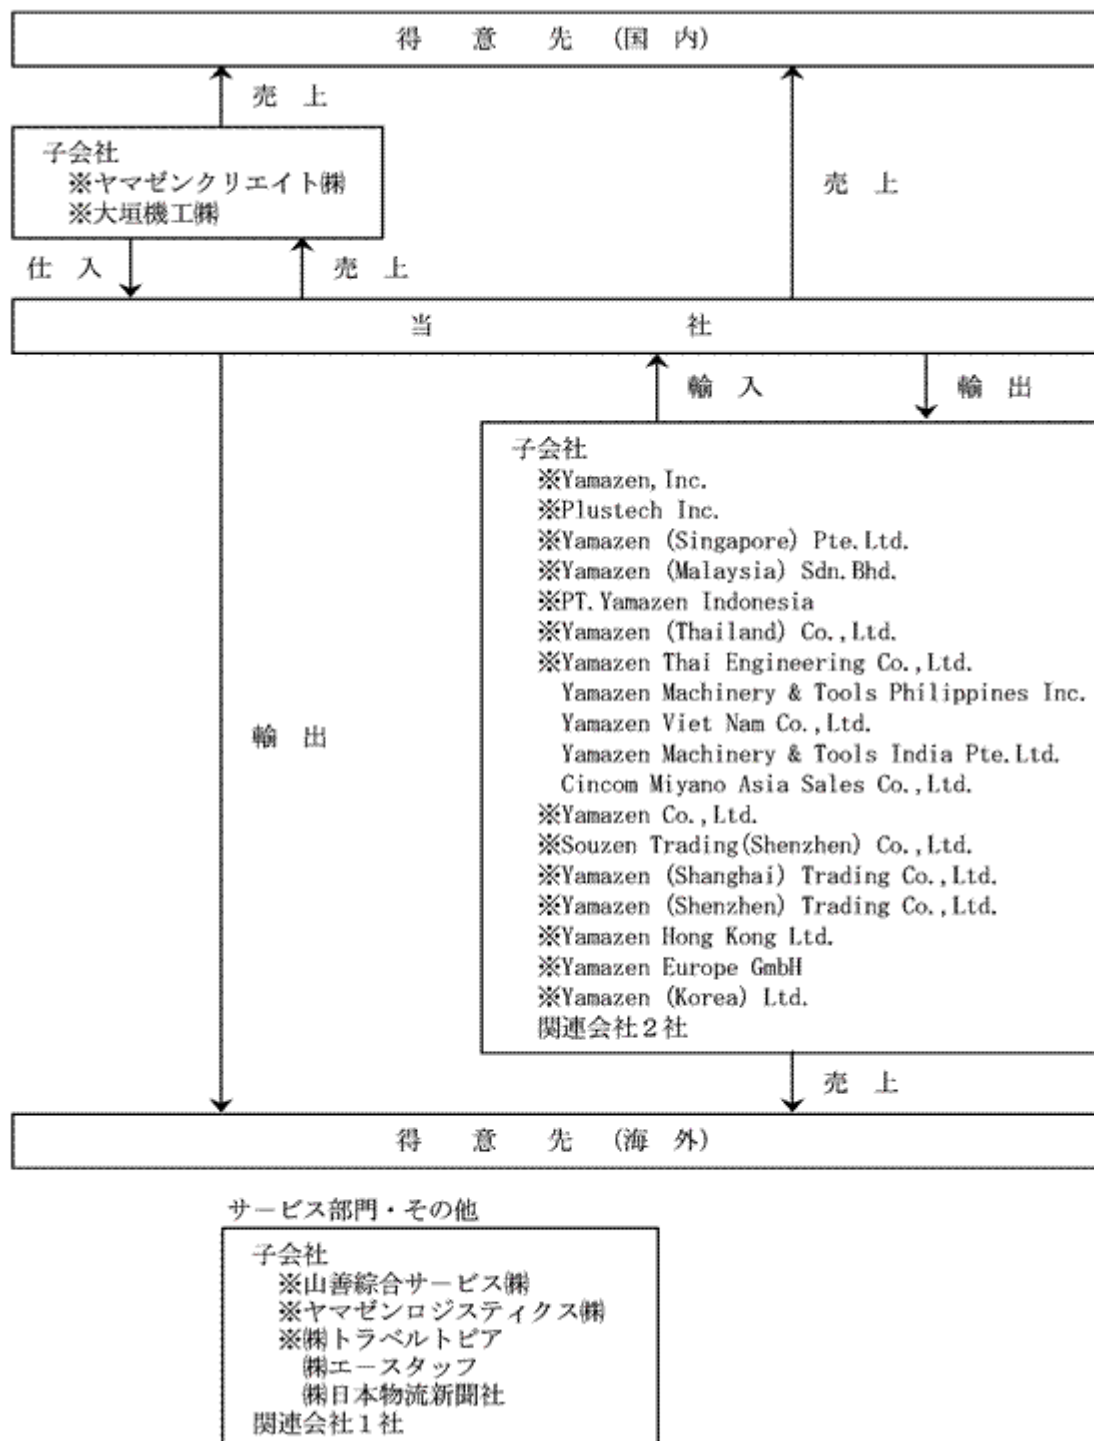 得 意 先 (国 内)
売 上
子会社
※ヤマゼンクリエイト㈱
※大垣機工㈱
売 上
仕 入
売 上
当 社
輸 入
輸 出
子会社
※Yamazen,Inc.
※Plustech Inc.
※Yamazen (Singapore) Pte.Ltd.
※Yamazen (Malaysia) Sdn.Bhd.
※PT.Yamazen Indonesia
※Yamazen (Thailand) Co.,Ltd.
※Yamazen Thai Engineering Co.,Ltd.
Yamazen Machinery & Tools Philippines Inc.
Yamazen Viet Nam Co.,Ltd.
Yamazen Machinery & Tools India Pte.Ltd.
Cincom Miyano Asia Sales Co.,Ltd.
※Yamazen Co.,Ltd.
※Souzen Trading(Shenzhen) Co.,Ltd.
※Yamazen (Shanghai) Trading Co.,Ltd.
※Yamazen (Shenzhen) Trading Co.,Ltd.
※Yamazen Hong Kong Ltd.
※Yamazen Europe GmbH
※Yamazen (Korea) Ltd.
関連会社2社
輸 出
売 上
得 意 先 (海 外)
サービス部門・その他
子会社
※山善綜合サービス㈱
※ヤマゼンロジスティクス㈱
※㈱トラベルトピア
㈱エースタッフ
㈱日本物流新聞社
関連会社1社